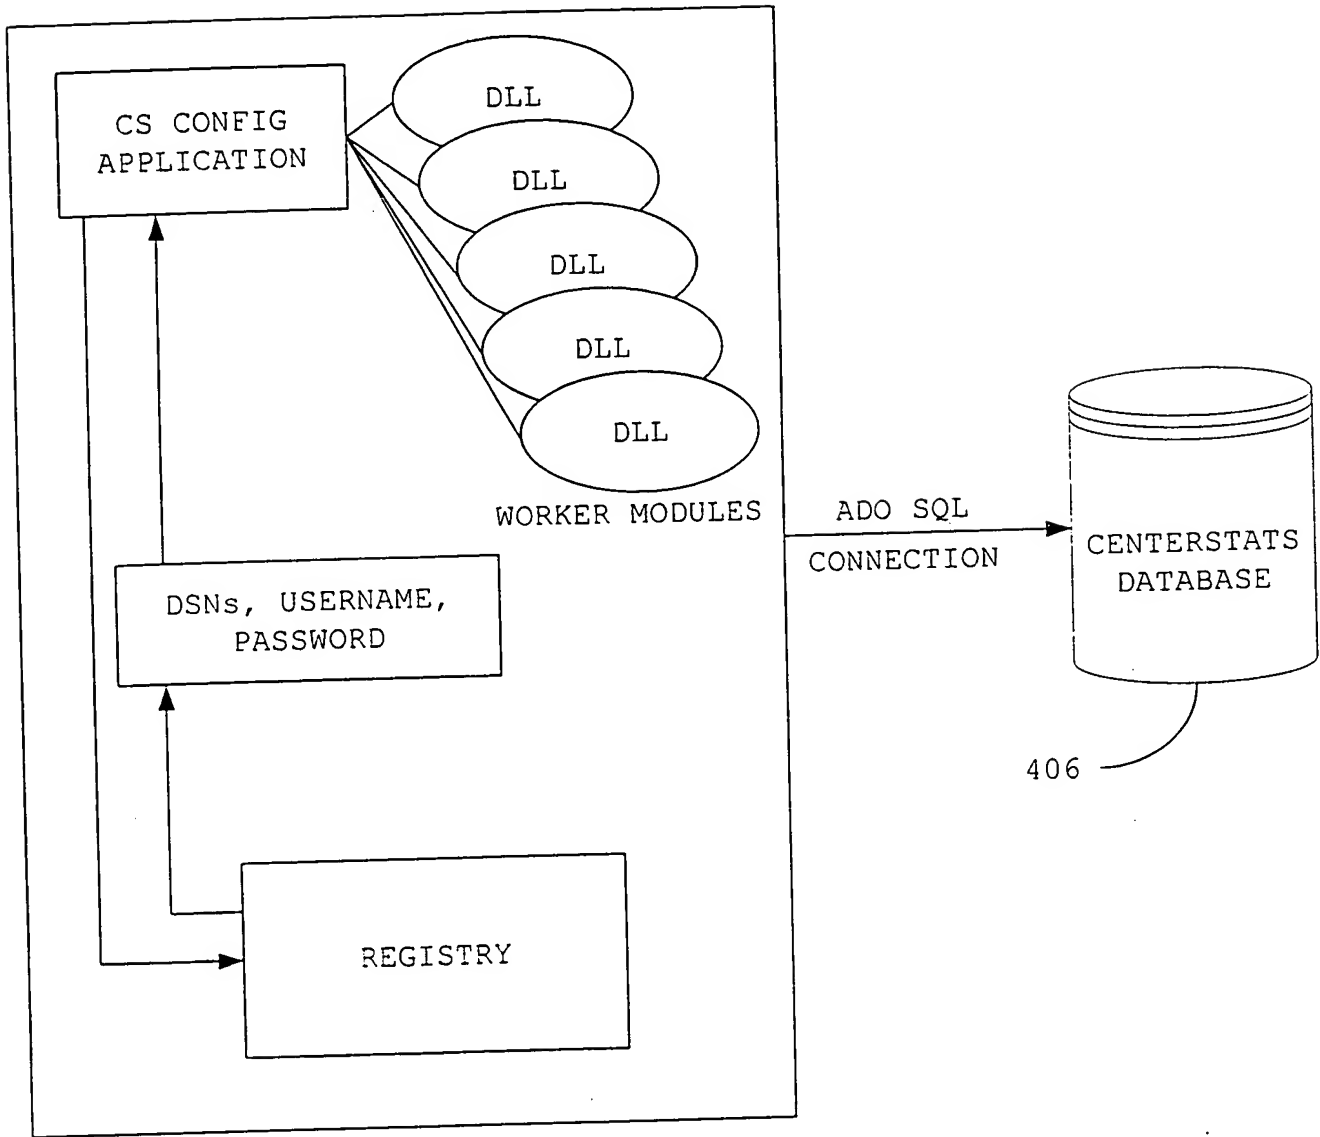 CS CONFIG
APPLICATION
DLL
DLL
DLL
DLL
DLL
WORKER MODULES
DSNs, USERNAME,
PASSWORD
REGISTRY
ADO SQL
CONNECTION
CENTERSTATS
DATABASE
406